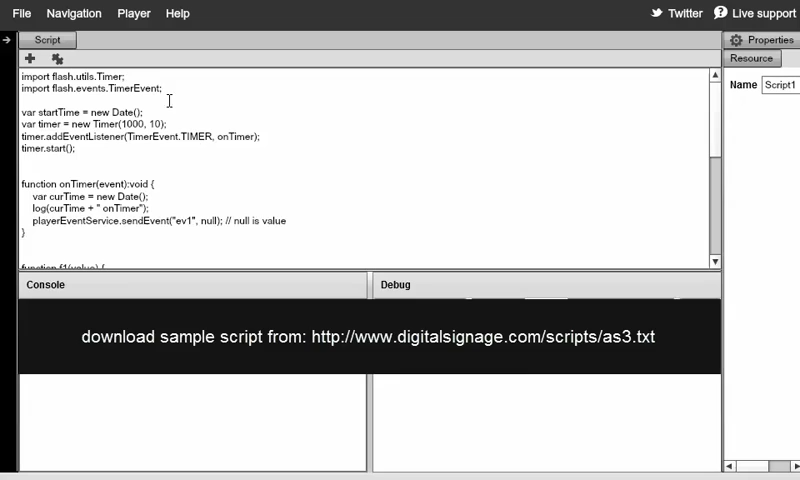 File Navigation Player Help Twitter Live support
Script Properties
Resource
import flash.utils.Timer;
import flash.events.TimerEvent;
Name Script1
var startTime = new Date();
var timer = new Timer(1000, 10);
timer.addEventListener(TimerEvent.TIMER, onTimer);
timer.start();
function onTimer(event):void {
var curTime = new Date();
log(curTime + " onTimer");
playerEventService.sendEvent("ev1", null); // null is value
}
function f1(value) {
Console Debug
download sample script from: http://www.digitalsignage.com/scripts/as3.txt